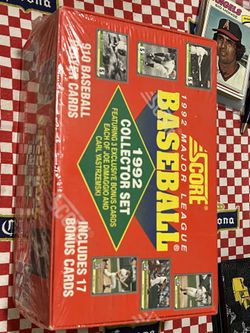 SCORE
1992 MAJOR LEAGUE
BASEBALL
1992
COLLECTOR SET
FEATURING 3 EXCLUSIVE BONUS CARDS
EACH OF JOE DIMAGGIO AND
CARL YASTRZEMSKI
910 BASEBALL
PLAYER CARDS
INCLUDES 17
BONUS CARDS